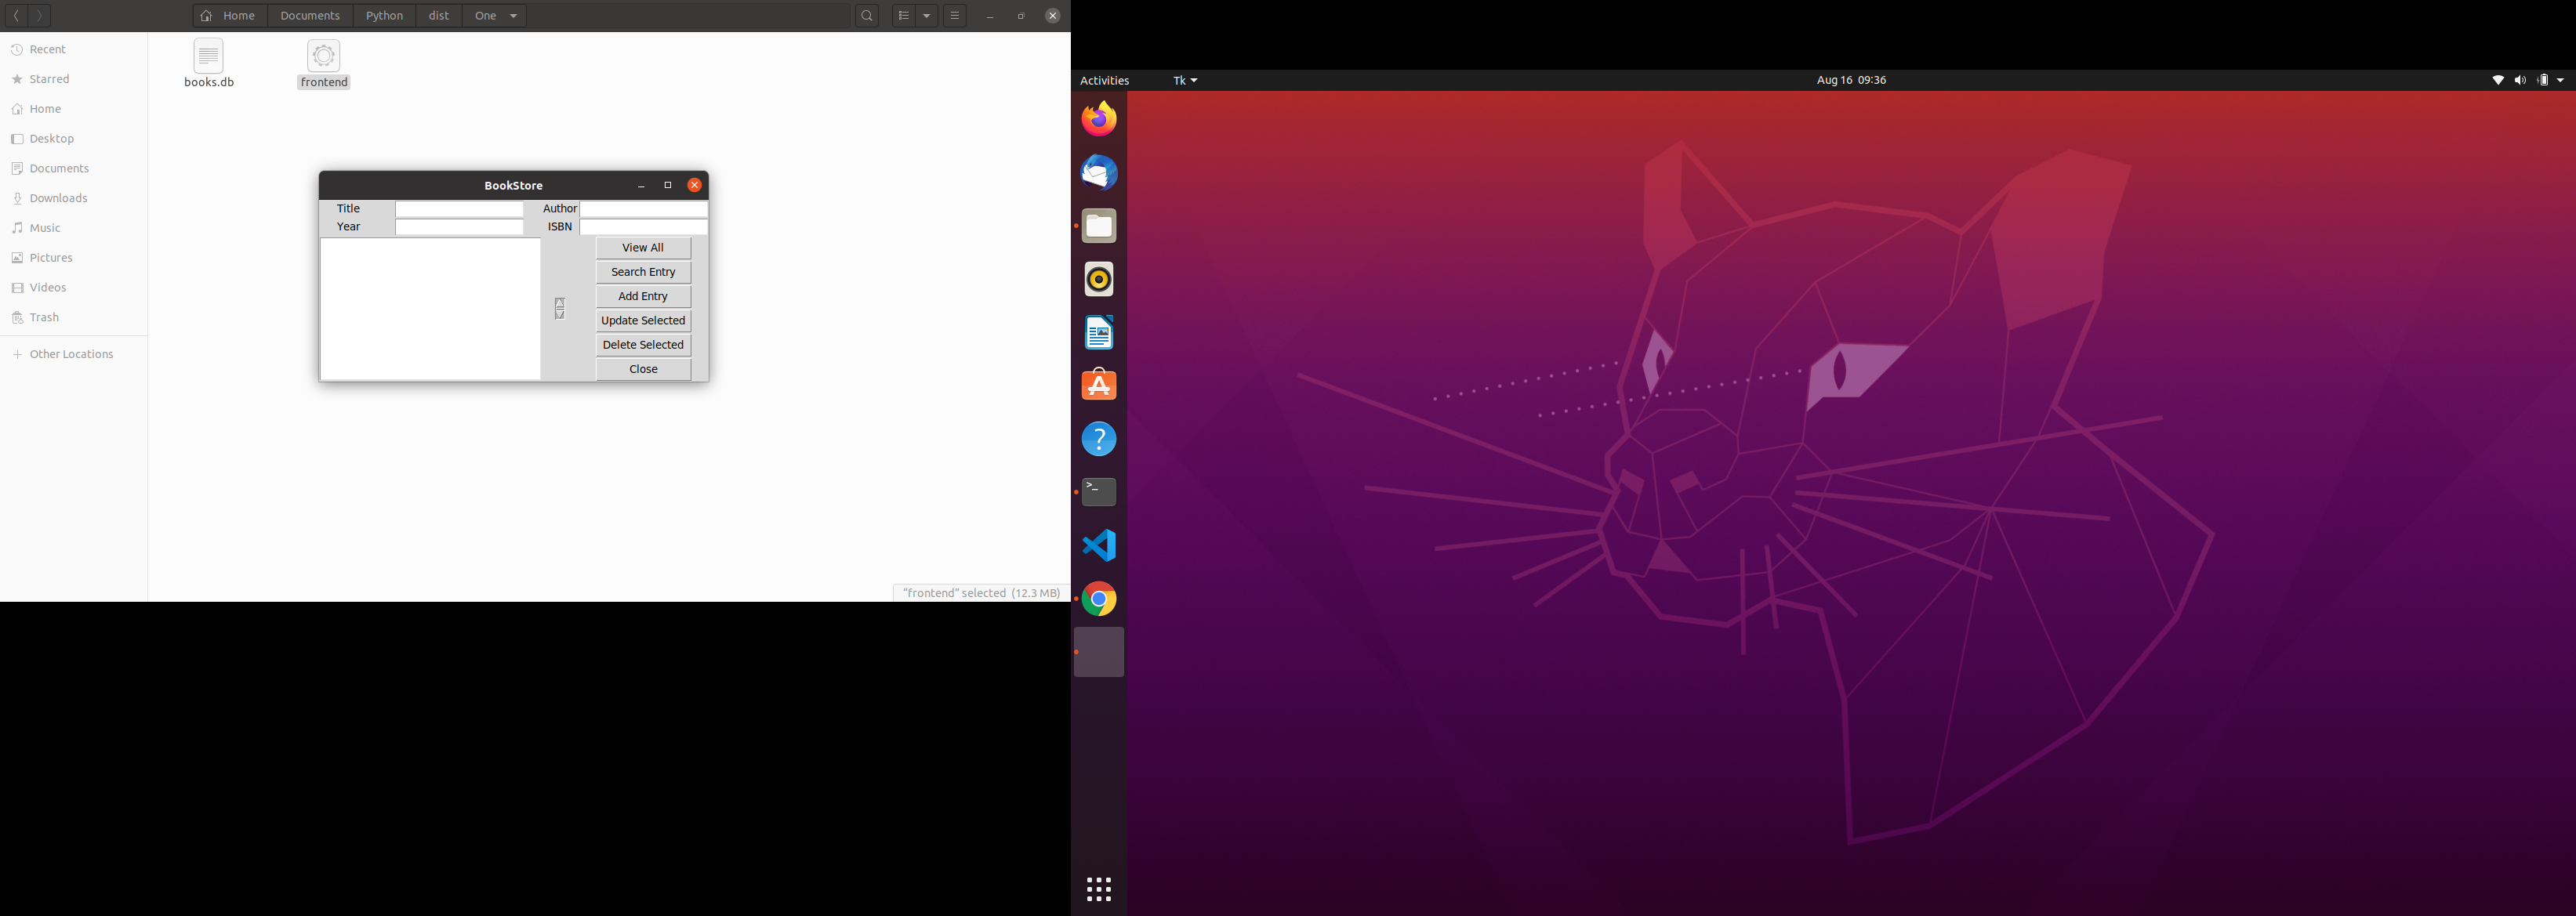 Home Documents Python dist One
Recent
Starred
Home
Desktop
Documents
Downloads
Music
Pictures
Videos
Trash
Other Locations
books.db
frontend
BookStore
Title
Author
Year
ISBN
View All
Search Entry
Add Entry
Update Selected
Delete Selected
Close
“frontend” selected (12.3 MB)
Activities Tk Aug 16 09:36
?
>_